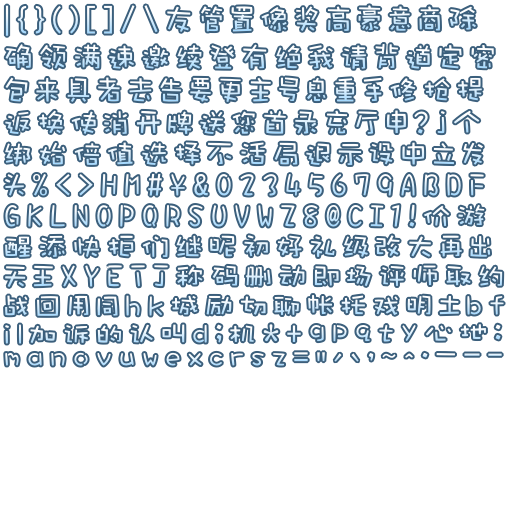 |{}()[]/\友管置像奖高豪意商除
确领满速邀续登有绝我请背道定密
包来具者去告要更主号息重手修抢提
返换使消开牌送您首录充厅申?j个
绑始倍值选择不活局退示设中立发
头%<>HM#¥&02345679ABDF
GKLNOPQRSUVWZ8@CI1!价游
醒添快柜们继昵初好礼级改大再出
天王XYETJ称码删动即场评师取约
战回用同hk城励切聊帐托戏明土bf
il加诉的认叫d;机火+gpqty心地:
manovuwexcrsz="